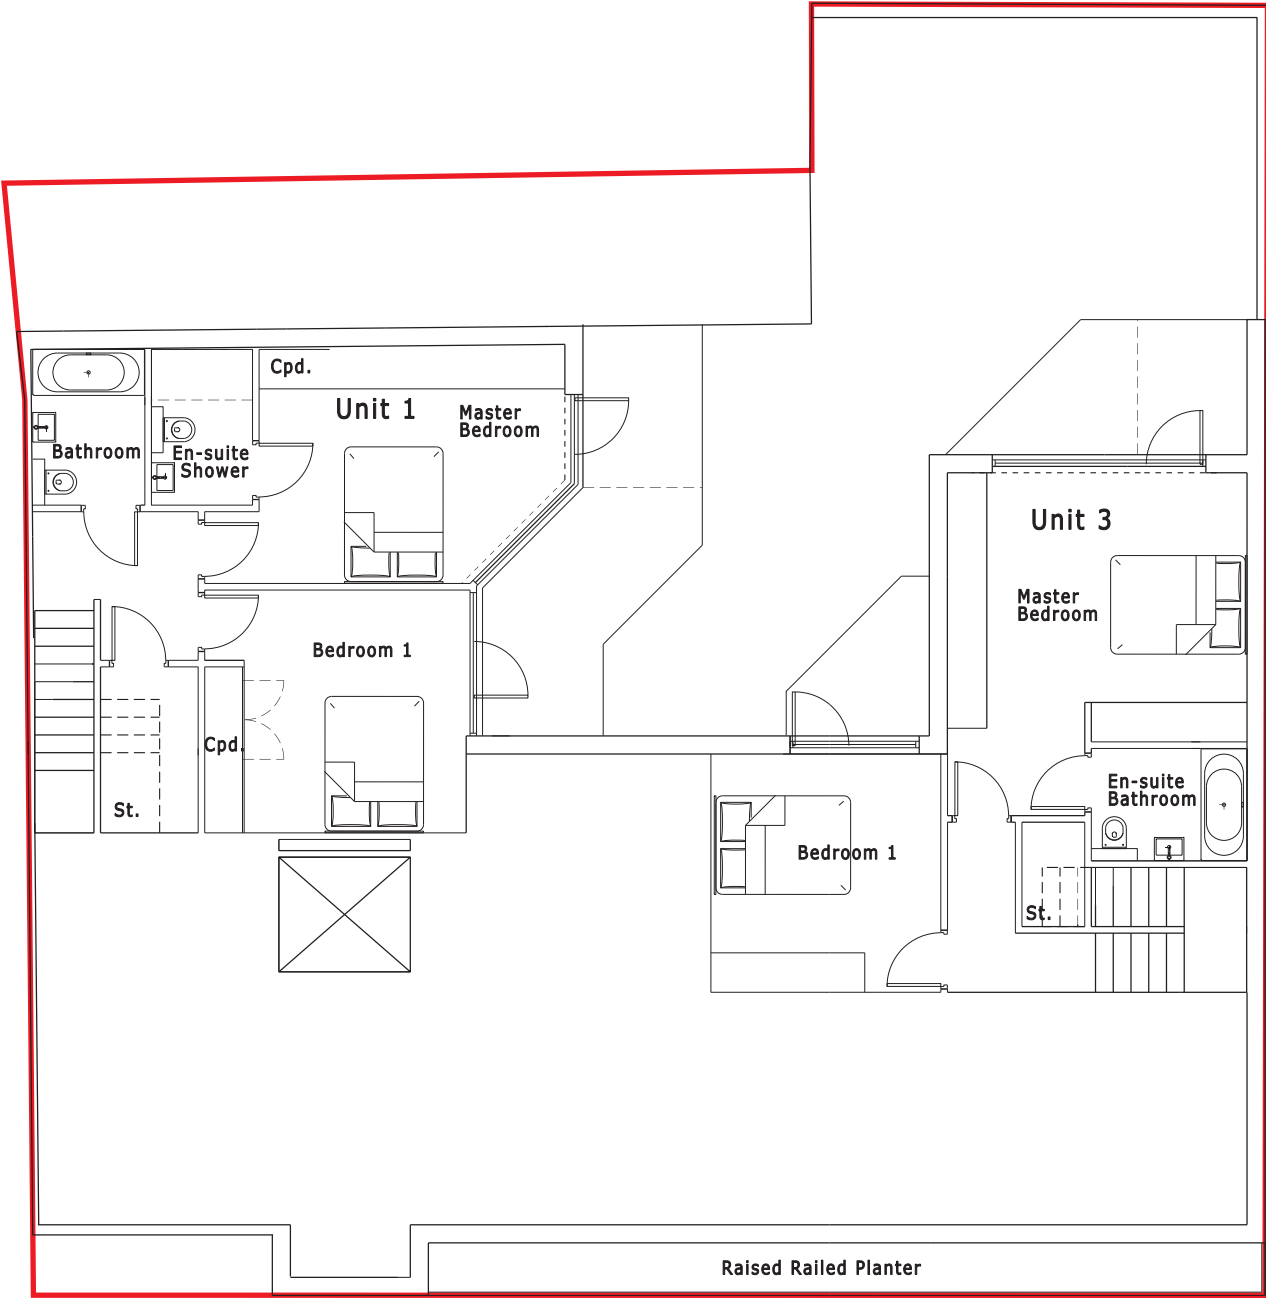 Cpd.
Unit 1
Master
Bedroom
Bathroom
En-suite
Shower
Unit 3
Master
Bedroom
Bedroom 1
Cpd.
St.
En-suite
Bathroom
Bedroom 1
St.
Raised Railed Planter